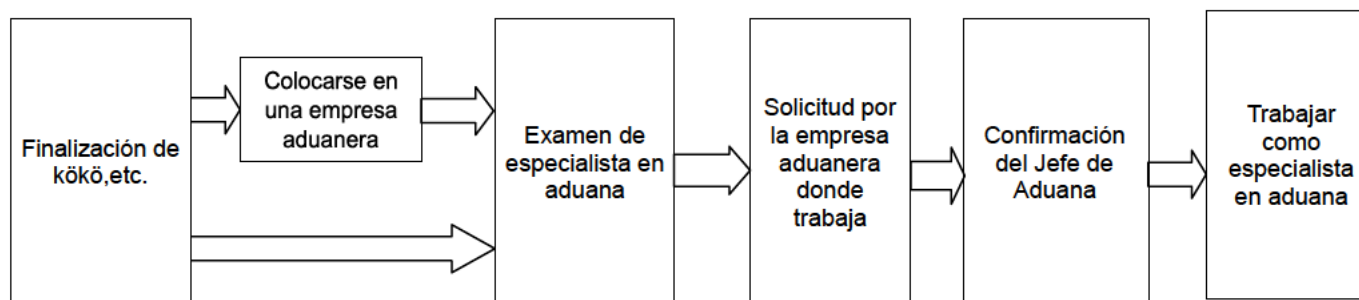 Finalización de
kökö,etc.
Colocarse en
una empresa
aduanera
Examen de
especialista en
aduana
Solicitud por
la empresa
aduanera
donde
trabaja
Confirmación
del Jefe de
Aduana
Trabajar
como
especialista
en aduana